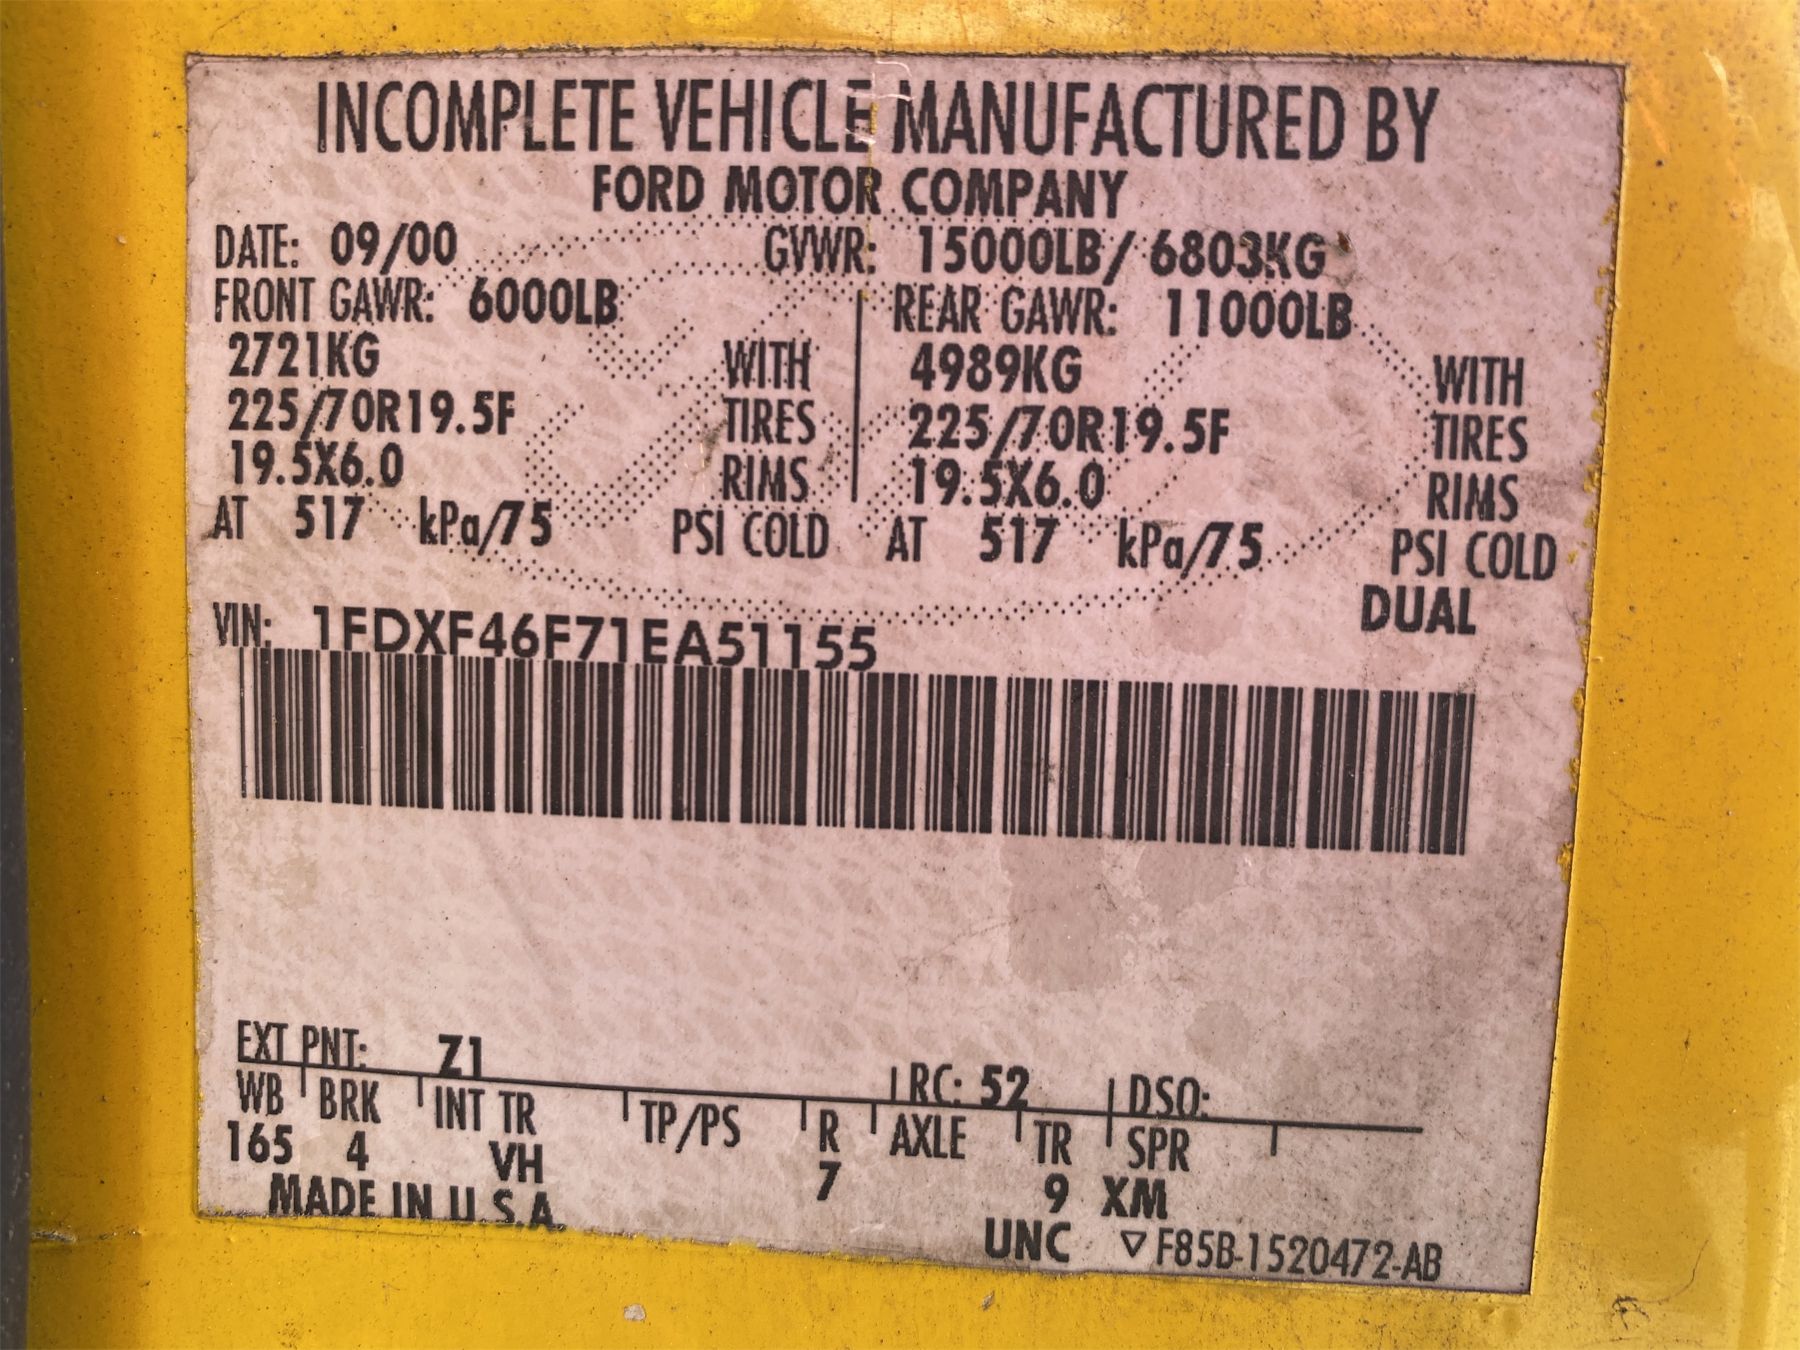 INCOMPLETE VEHICLE MANUFACTURED BY
FORD MOTOR COMPANY
DATE: 09/00 GVWR: 15000LB/ 6803KG
FRONT GAWR: 6000LB REAR GAWR: 11000LB
2721KG WITH 4989KG WITH
225/70R19.5F TIRES 225/70R19.5F TIRES
19.5X6.0 RIMS 19.5X6.0 RIMS
AT 517 kPa/75 PSI COLD AT 517 kPa/75 PSI COLD
DUAL
VIN: 1FDXF46F71EA51155
EXT PNT: Z1 RC: 52 DSO:
WB BRK INT TR TP/PS R AXLE TR SPR
165 4 VH 7 9 XM
MADE IN U.S.A.
UNC ▽F85B-1520472-AB